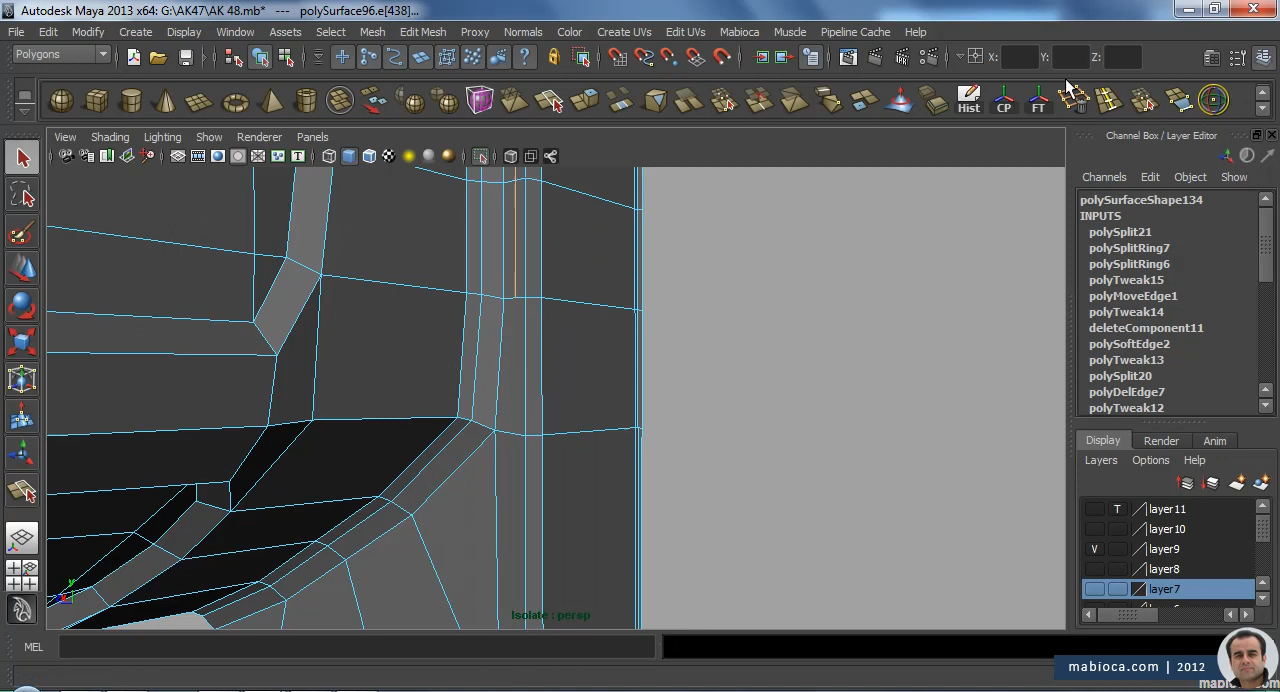 Autodesk Maya 2013 x64: G:\AK47\AK 48.mb* --- polySurface96.e[438]...
File Edit Modify Create Display Window Assets Select Mesh Edit Mesh Proxy Normals Color Create UVs Edit UVs Mabioca Muscle Pipeline Cache Help
Polygons X: Y: Z:
Hist CP FT
View Shading Lighting Show Renderer Panels
Channel Box / Layer Editor
Channels Edit Object Show
polySurfaceShape134
INPUTS
polySplit21
polySplitRing7
polySplitRing6
polyTweak15
polyMoveEdge1
polyTweak14
deleteComponent11
polySoftEdge2
polyTweak13
polySplit20
polyDelEdge7
polyTweak12
Display Render Anim
Layers Options Help
T layer11
layer10
V layer9
layer8
layer7
y
Isolate : persp
MEL
mabioca.com | 2012
mabioca.com